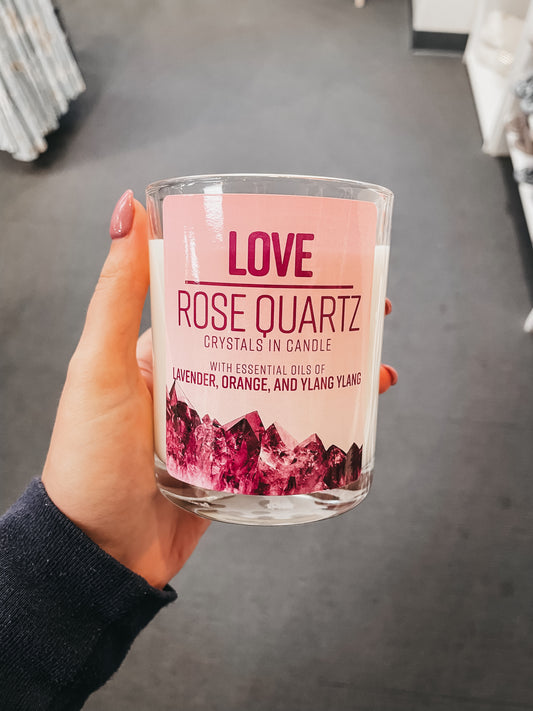 LOVE
ROSE QUARTZ
CRYSTALS IN CANDLE
WITH ESSENTIAL OILS OF
LAVENDER, ORANGE, AND YLANG YLANG